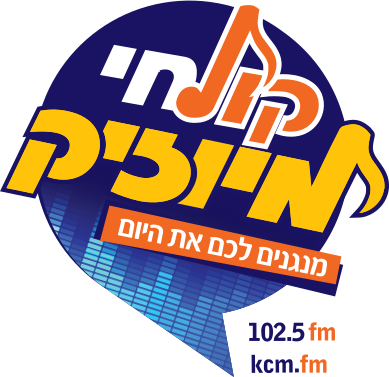 קול חי
מיוזיק
מנגנים לכם את היום
102.5 fm
kcm.fm